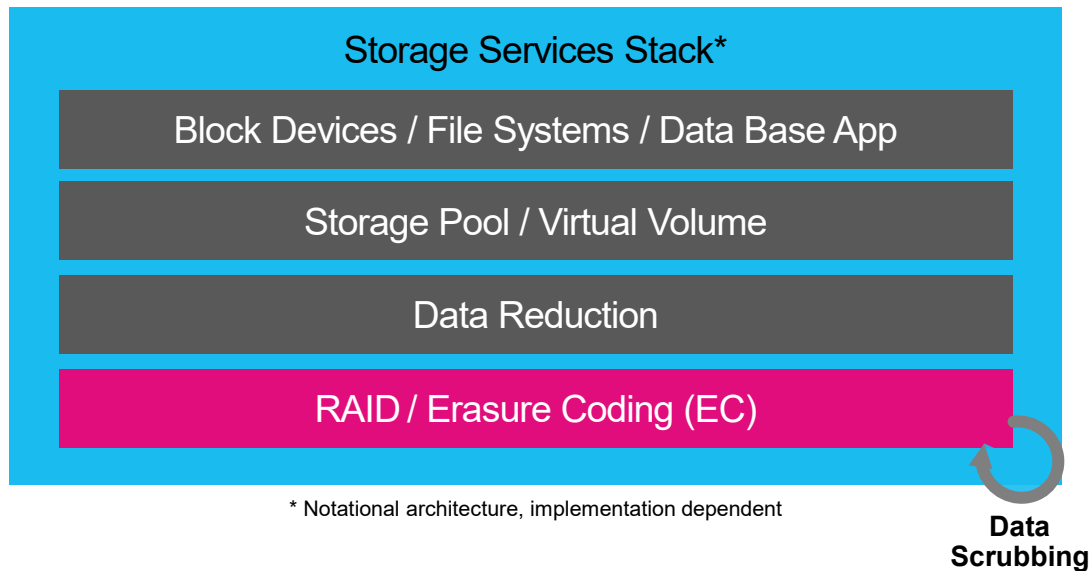 Storage Services Stack*
Block Devices / File Systems / Data Base App
Storage Pool / Virtual Volume
Data Reduction
RAID / Erasure Coding (EC)
* Notational architecture, implementation dependent
Data
Scrubbing